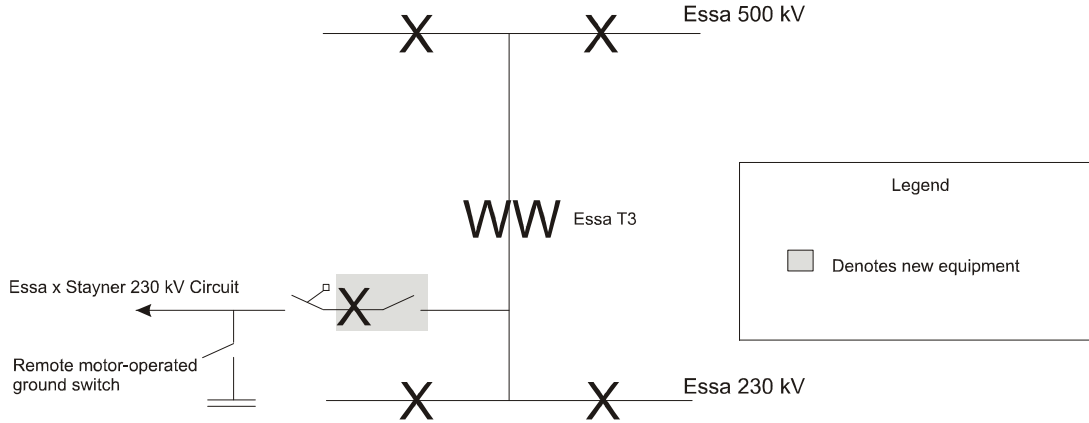 Essa 500 kV
X X
Legend
WW Essa T3
Denotes new equipment
Essa x Stayner 230 kV Circuit
X
Remote motor-operated
ground switch
Essa 230 kV
X X